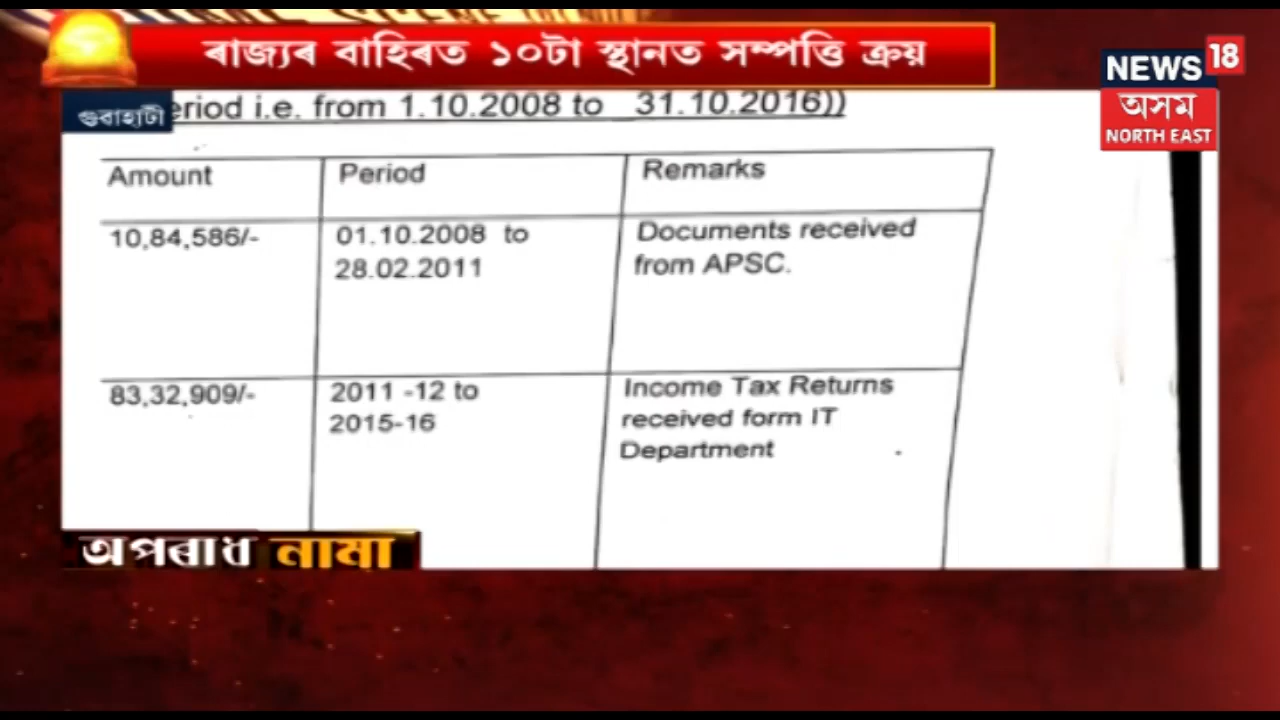 ৰাজ্যৰ বাহিৰত ১০টা স্থানত সম্পত্তি ক্ৰয়
NEWS 18
অসম
NORTH EAST
গুৱাহাটী
eriod i.e. from 1.10.2008 to 31.10.2016))
Amount Period Remarks
10,84,586/- 01.10.2008 to Documents received
28.02.2011 from APSC.
83,32,909/- 2011 -12 to Income Tax Returns
2015-16 received form IT
Department
অপৰাধ নামা